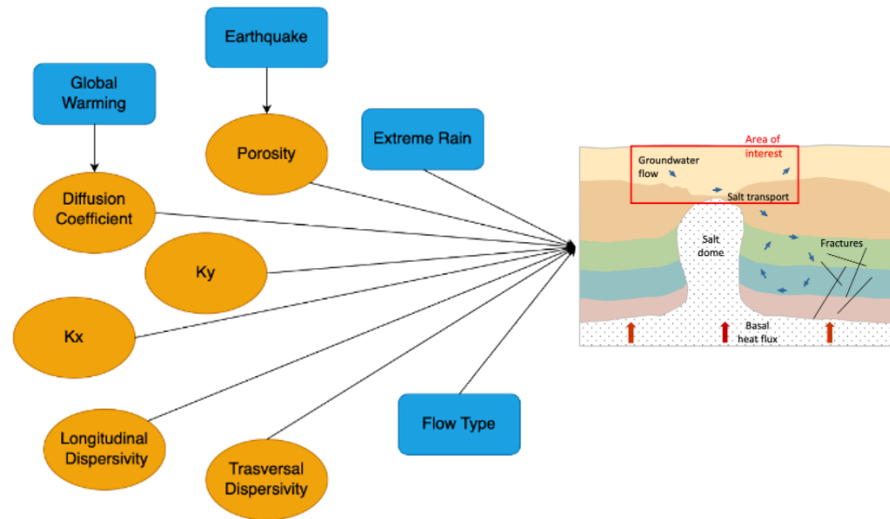 Earthquake
Global
Warming
Extreme Rain
Porosity
Diffusion
Coefficient
Ky
Kx
Longitudinal
Dispersivity
Trasversal
Dispersivity
Flow Type
Area of
interest
Groundwater
flow
Salt transport
Salt
dome
Fractures
Basal
heat flux